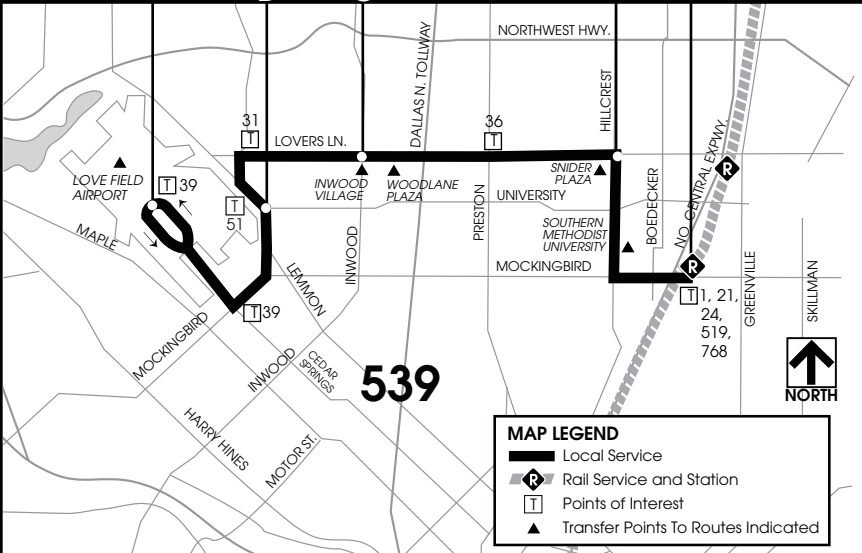 NORTHWEST HWY.
DALLAS N. TOLLWAY
HILLCREST
31
T
36
T
LOVERS LN.
NO. CENTRAL EXPWY.
R
LOVE FIELD
AIRPORT
T 39
INWOOD
VILLAGE
WOODLANE
PLAZA
SNIDER
PLAZA
T
51
UNIVERSITY
PRESTON
BOEDECKER
SOUTHERN
METHODIST
UNIVERSITY
MAPLE
INWOOD
LEMMON
MOCKINGBIRD
R
GREENVILLE
SKILLMAN
T 1, 21,
24,
519,
768
T 39
MOCKINGBIRD
INWOOD
CEDAR
SPRINGS
539
NORTH
HARRY HINES
MOTOR ST.
MAP LEGEND
Local Service
R Rail Service and Station
T Points of Interest
Transfer Points To Routes Indicated